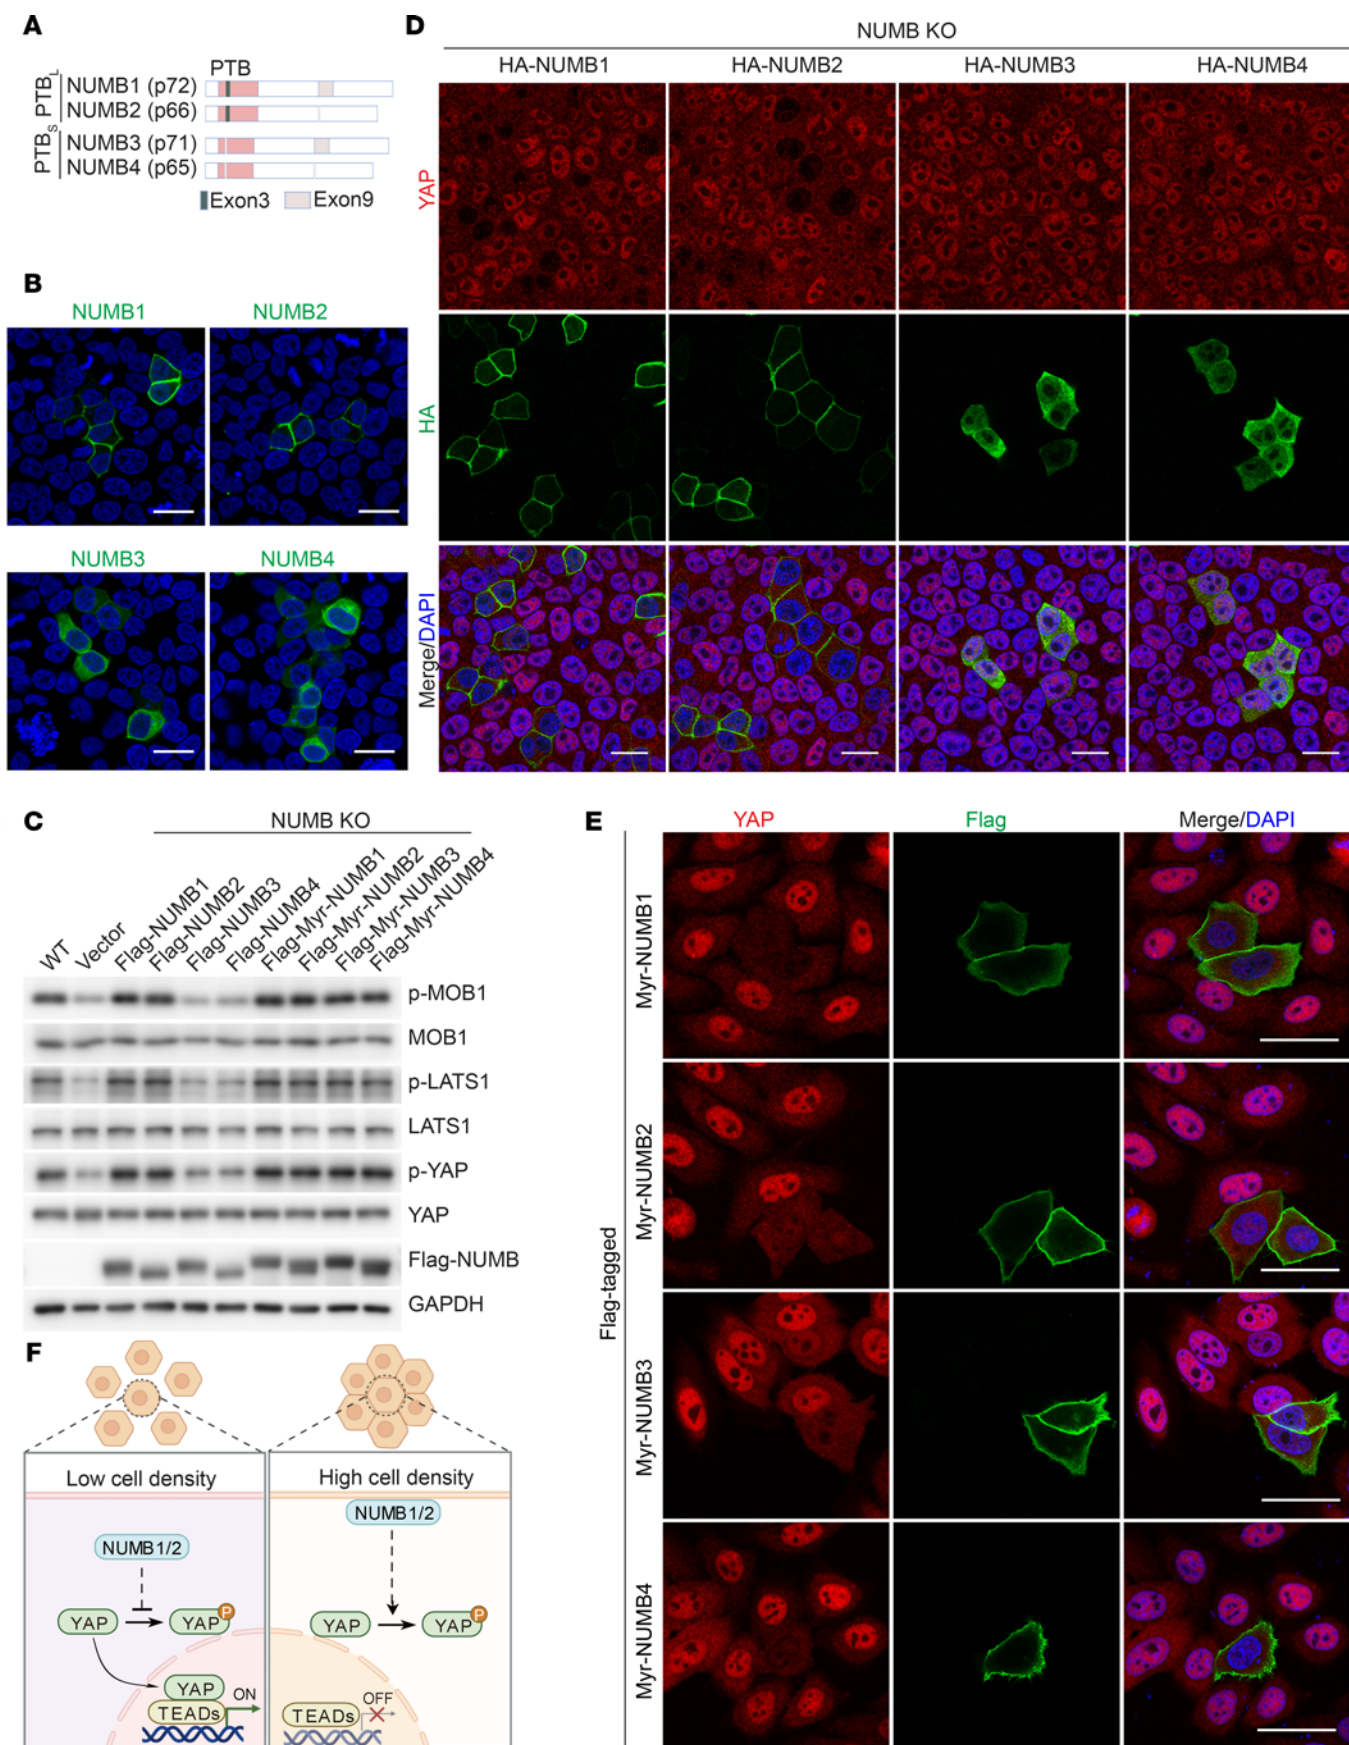 A
PTB
PTBL
NUMB1 (p72)
NUMB2 (p66)
PTBS
NUMB3 (p71)
NUMB4 (p65)
Exon3
Exon9
B
NUMB1
NUMB2
NUMB3
NUMB4
D
NUMB KO
HA-NUMB1
HA-NUMB2
HA-NUMB3
HA-NUMB4
YAP
HA
Merge/DAPI
C
NUMB KO
WT
Vector
Flag-NUMB1
Flag-NUMB2
Flag-NUMB3
Flag-NUMB4
Flag-Myr-NUMB1
Flag-Myr-NUMB2
Flag-Myr-NUMB3
Flag-Myr-NUMB4
p-MOB1
MOB1
p-LATS1
LATS1
p-YAP
YAP
Flag-NUMB
GAPDH
E
YAP
Flag
Merge/DAPI
Flag-tagged
Myr-NUMB1
Myr-NUMB2
Myr-NUMB3
Myr-NUMB4
F
Low cell density
NUMB1/2
YAP
YAP
P
YAP
TEADs
ON
High cell density
NUMB1/2
YAP
YAP
P
TEADs
OFF